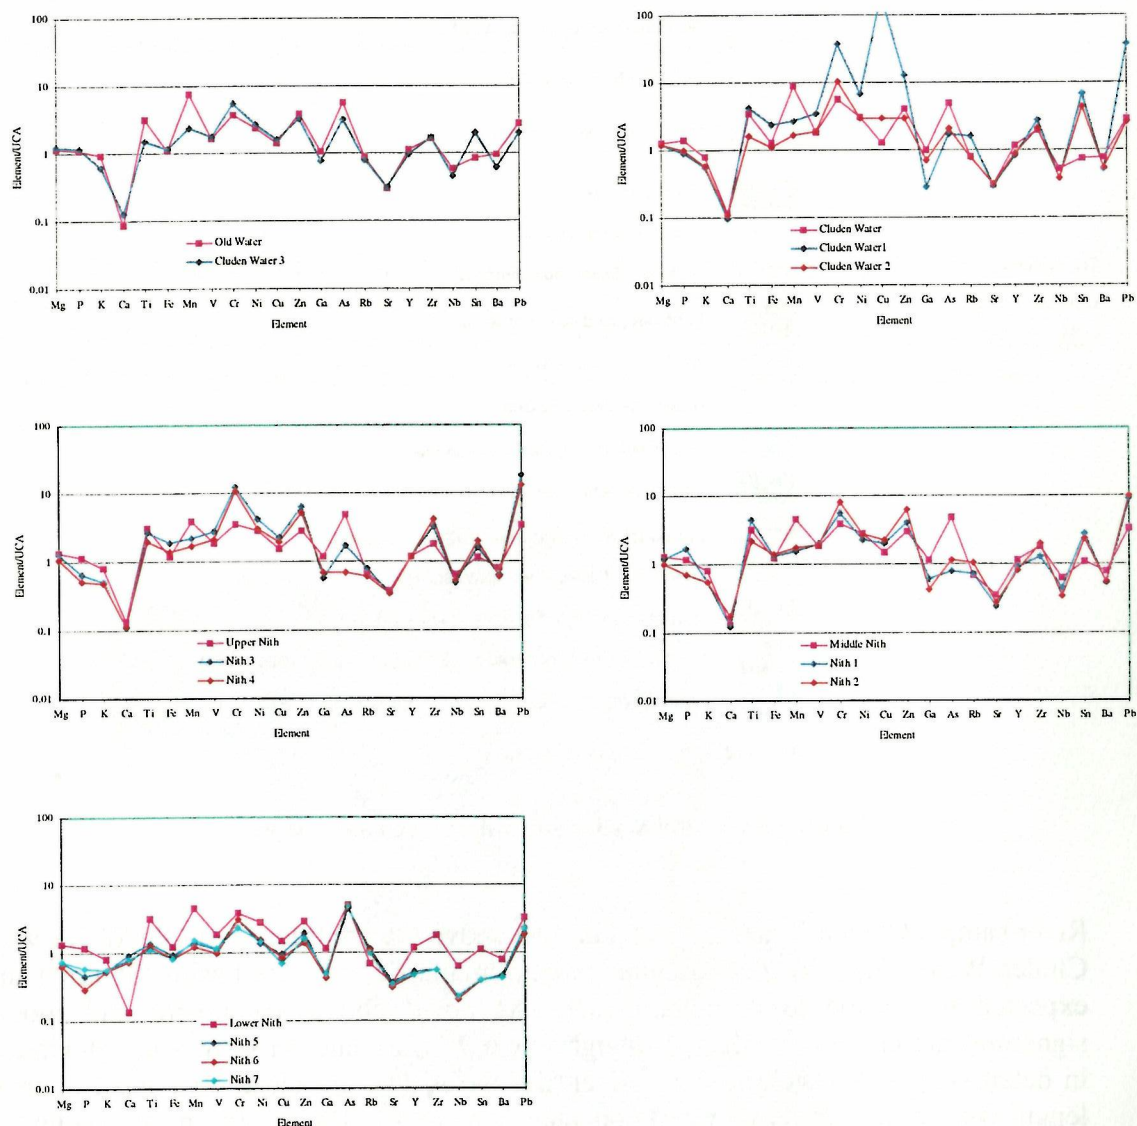 100
10
1
0.1
0.01
Element/UCA
Mg P K Ca Ti Fe Mn V Cr Ni Cu Zn Ga As Rb Sr Y Zr Nb Sn Ba Pb
Element
Old Water
Cluden Water 3
100
10
1
0.1
0.01
Element/UCA
Mg P K Ca Ti Fe Mn V Cr Ni Cu Zn Ga As Rb Sr Y Zr Nb Sn Ba Pb
Element
Cluden Water
Cluden Water1
Cluden Water 2
100
10
1
0.1
0.01
Element/UCA
Mg P K Ca Ti Fe Mn V Cr Ni Cu Zn Ga As Rb Sr Y Zr Nb Sn Ba Pb
Element
Upper Nith
Nith 3
Nith 4
100
10
1
0.1
0.01
Element/UCA
Mg P K Ca Ti Fe Mn V Cr Ni Cu Zn Ga As Rb Sr Y Zr Nb Sn Ba Pb
Element
Middle Nith
Nith 1
Nith 2
100
10
1
0.1
0.01
Element/UCA
Mg P K Ca Ti Fe Mn V Cr Ni Cu Zn Ga As Rb Sr Y Zr Nb Sn Ba Pb
Element
Lower Nith
Nith 5
Nith 6
Nith 7